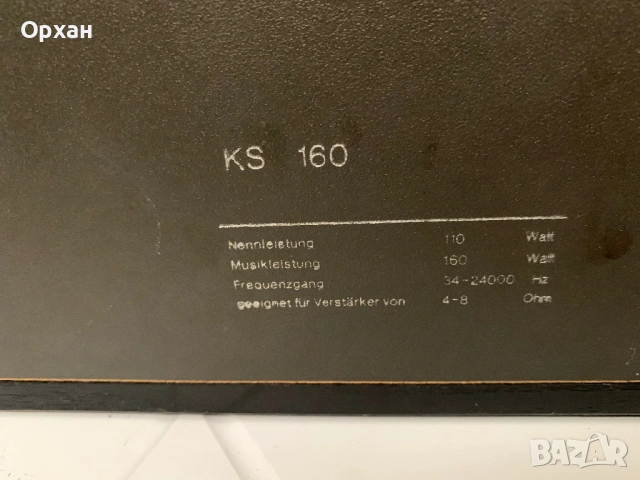 Орхан
KS 160
Nennleistung 110 Watt
Musikleistung 160 Watt
Frequenzgang 34-24000 Hz
geeignet für Verstärker von 4-8 Ohm
BAZAR